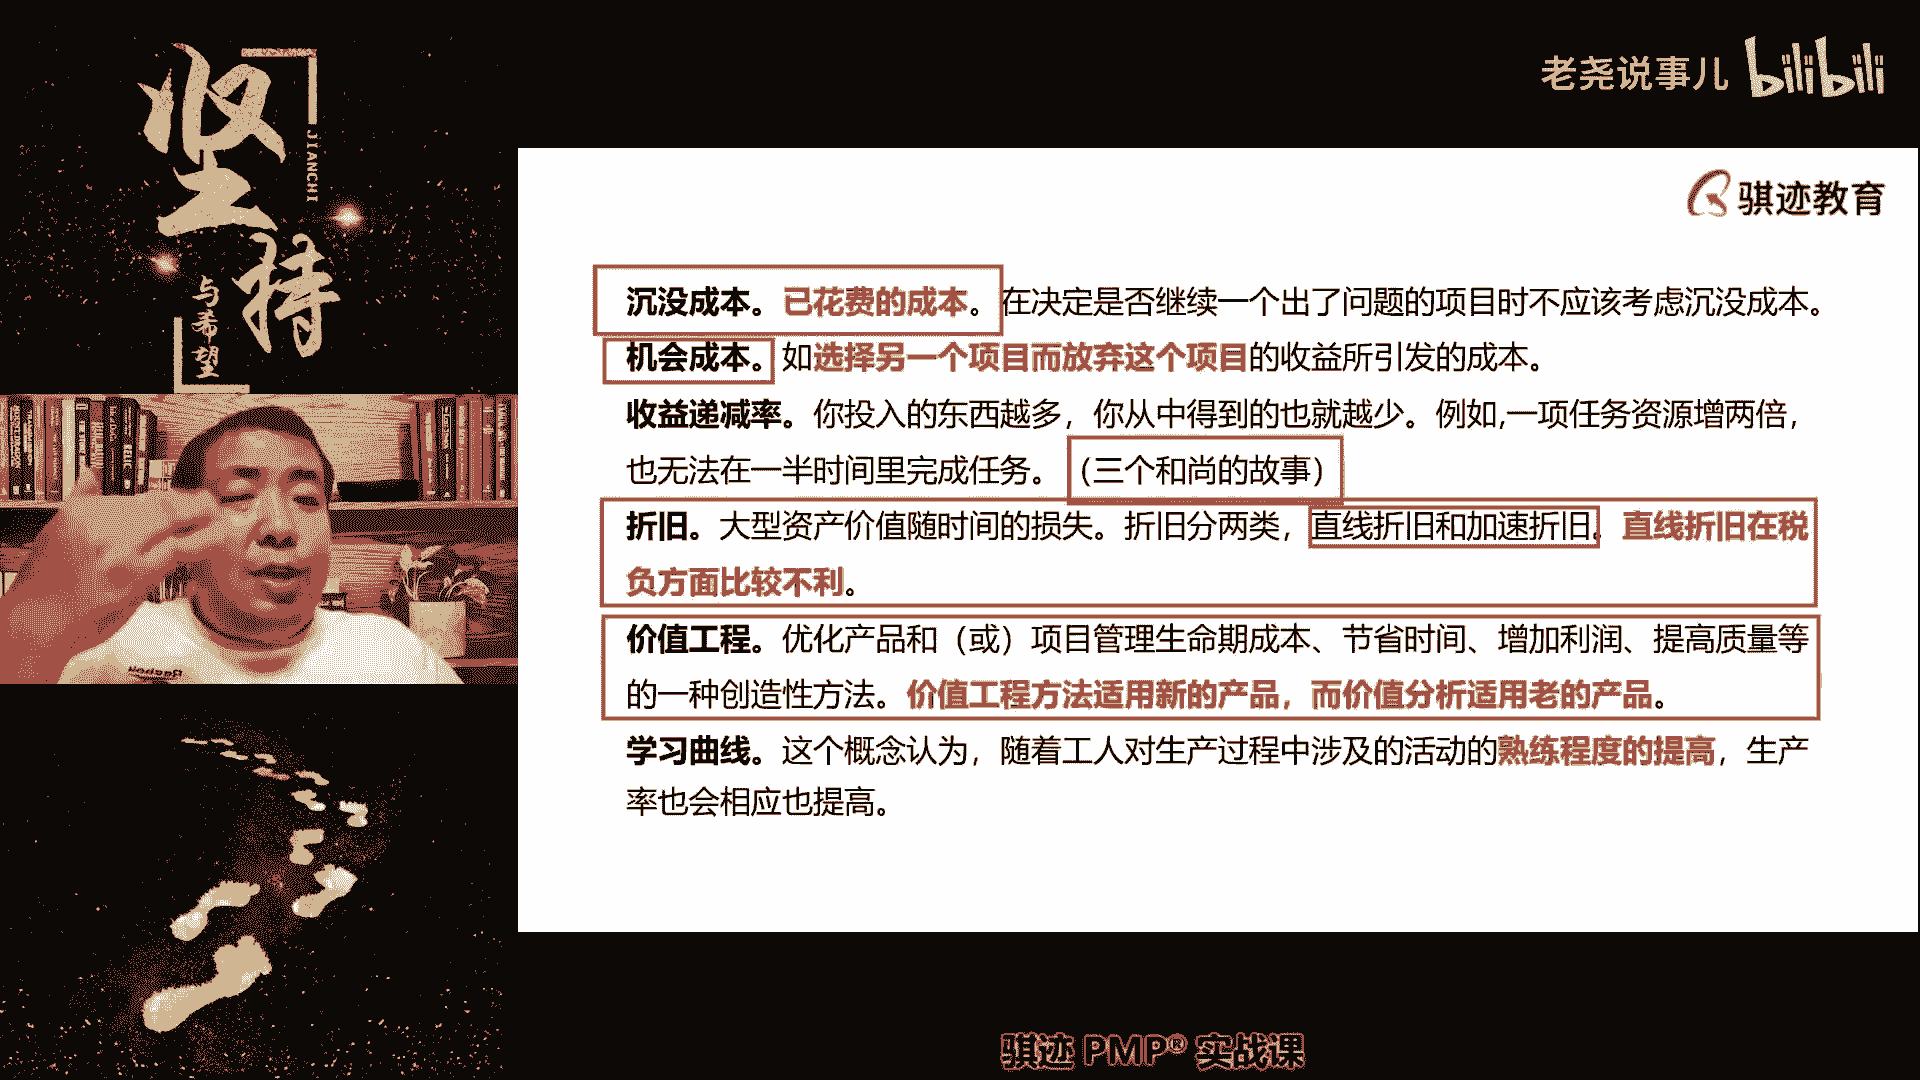 坚持
JIANCHI
与希望
老尧说事儿 bilibili
骐迹教育
沉没成本。已花费的成本。在决定是否继续一个出了问题的项目时不应该考虑沉没成本。
机会成本。如选择另一个项目而放弃这个项目的收益所引发的成本。
收益递减率。你投入的东西越多，你从中得到的也就越少。例如,一项任务资源增两倍，
也无法在一半时间里完成任务。（三个和尚的故事）
折旧。大型资产价值随时间的损失。折旧分两类，直线折旧和加速折旧。直线折旧在税
负方面比较不利。
价值工程。优化产品和（或）项目管理生命期成本、节省时间、增加利润、提高质量等
的一种创造性方法。价值工程方法适用新的产品，而价值分析适用老的产品。
学习曲线。这个概念认为，随着工人对生产过程中涉及的活动的熟练程度的提高，生产
率也会相应也提高。
骐迹 PMP® 实战课